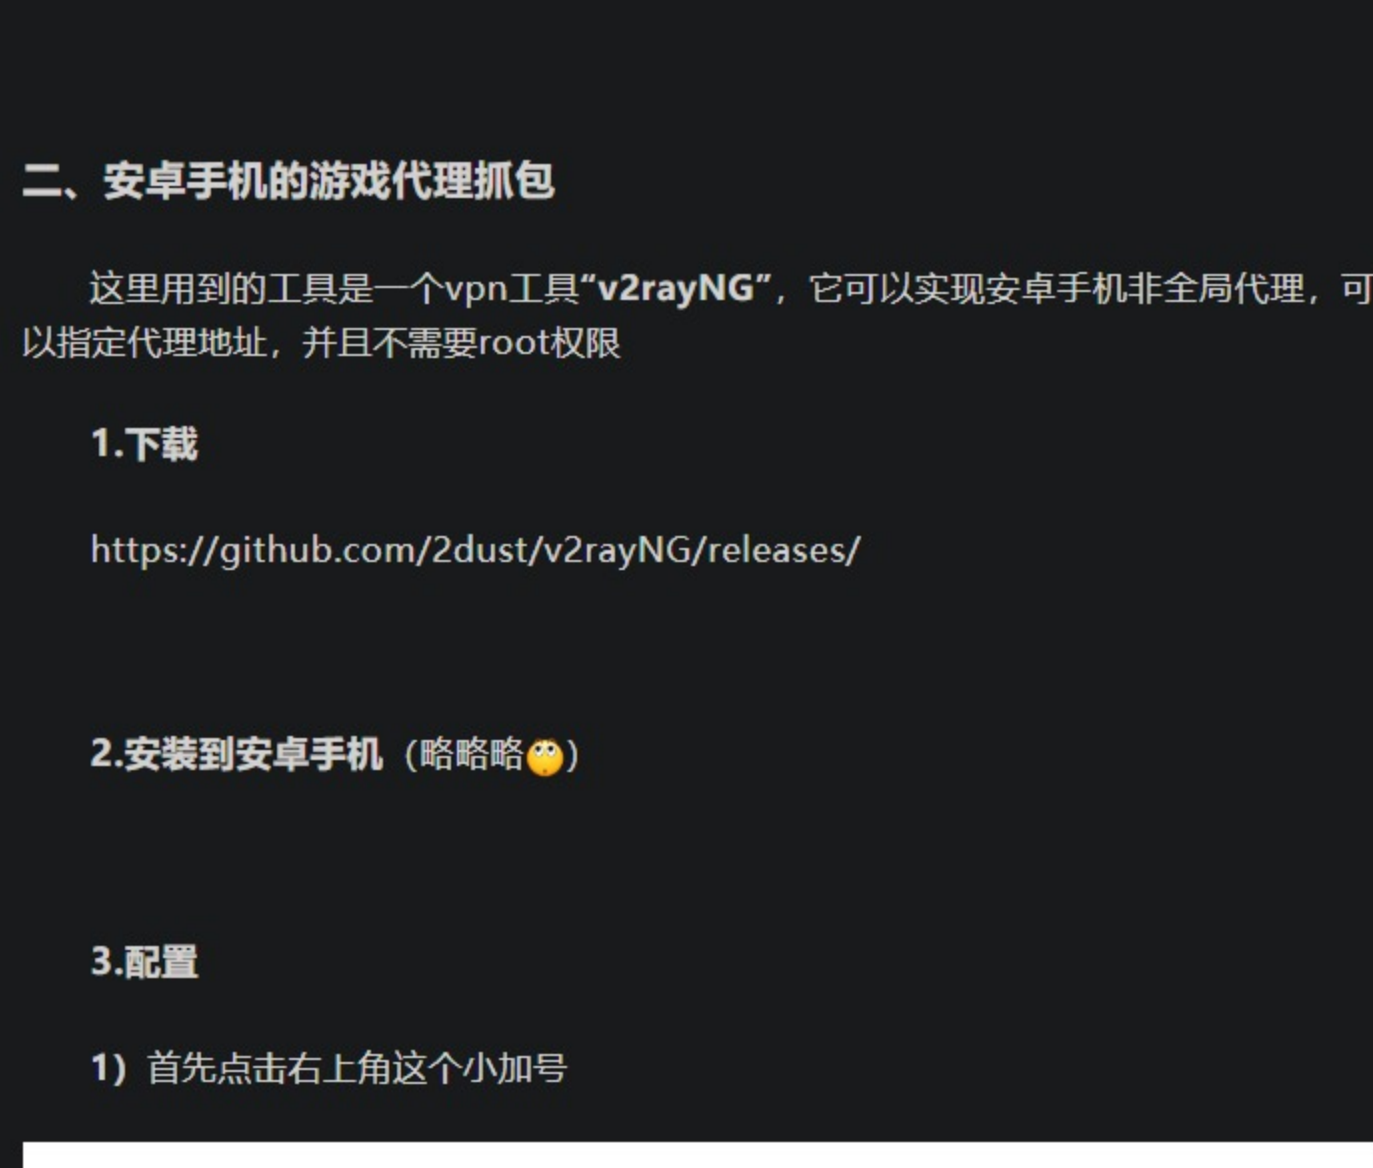 二、安卓手机的游戏代理抓包
这里用到的工具是一个vpn工具“v2rayNG”，它可以实现安卓手机非全局代理，可
以指定代理地址，并且不需要root权限
1.下载
https://github.com/2dust/v2rayNG/releases/
2.安装到安卓手机（略略略🙄）
3.配置
1）首先点击右上角这个小加号